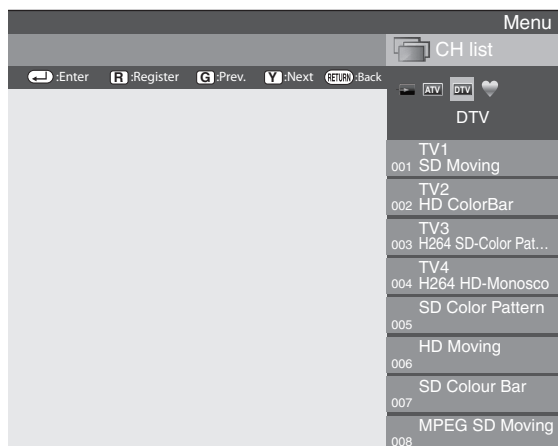 Menu
CH list
:Enter R :Register G :Prev. Y :Next RETURN :Back
ATV DTV
DTV
TV1
001 SD Moving
TV2
002 HD ColorBar
TV3
003 H264 SD-Color Pat...
TV4
004 H264 HD-Monosco
SD Color Pattern
005
HD Moving
006
SD Colour Bar
007
MPEG SD Moving
008